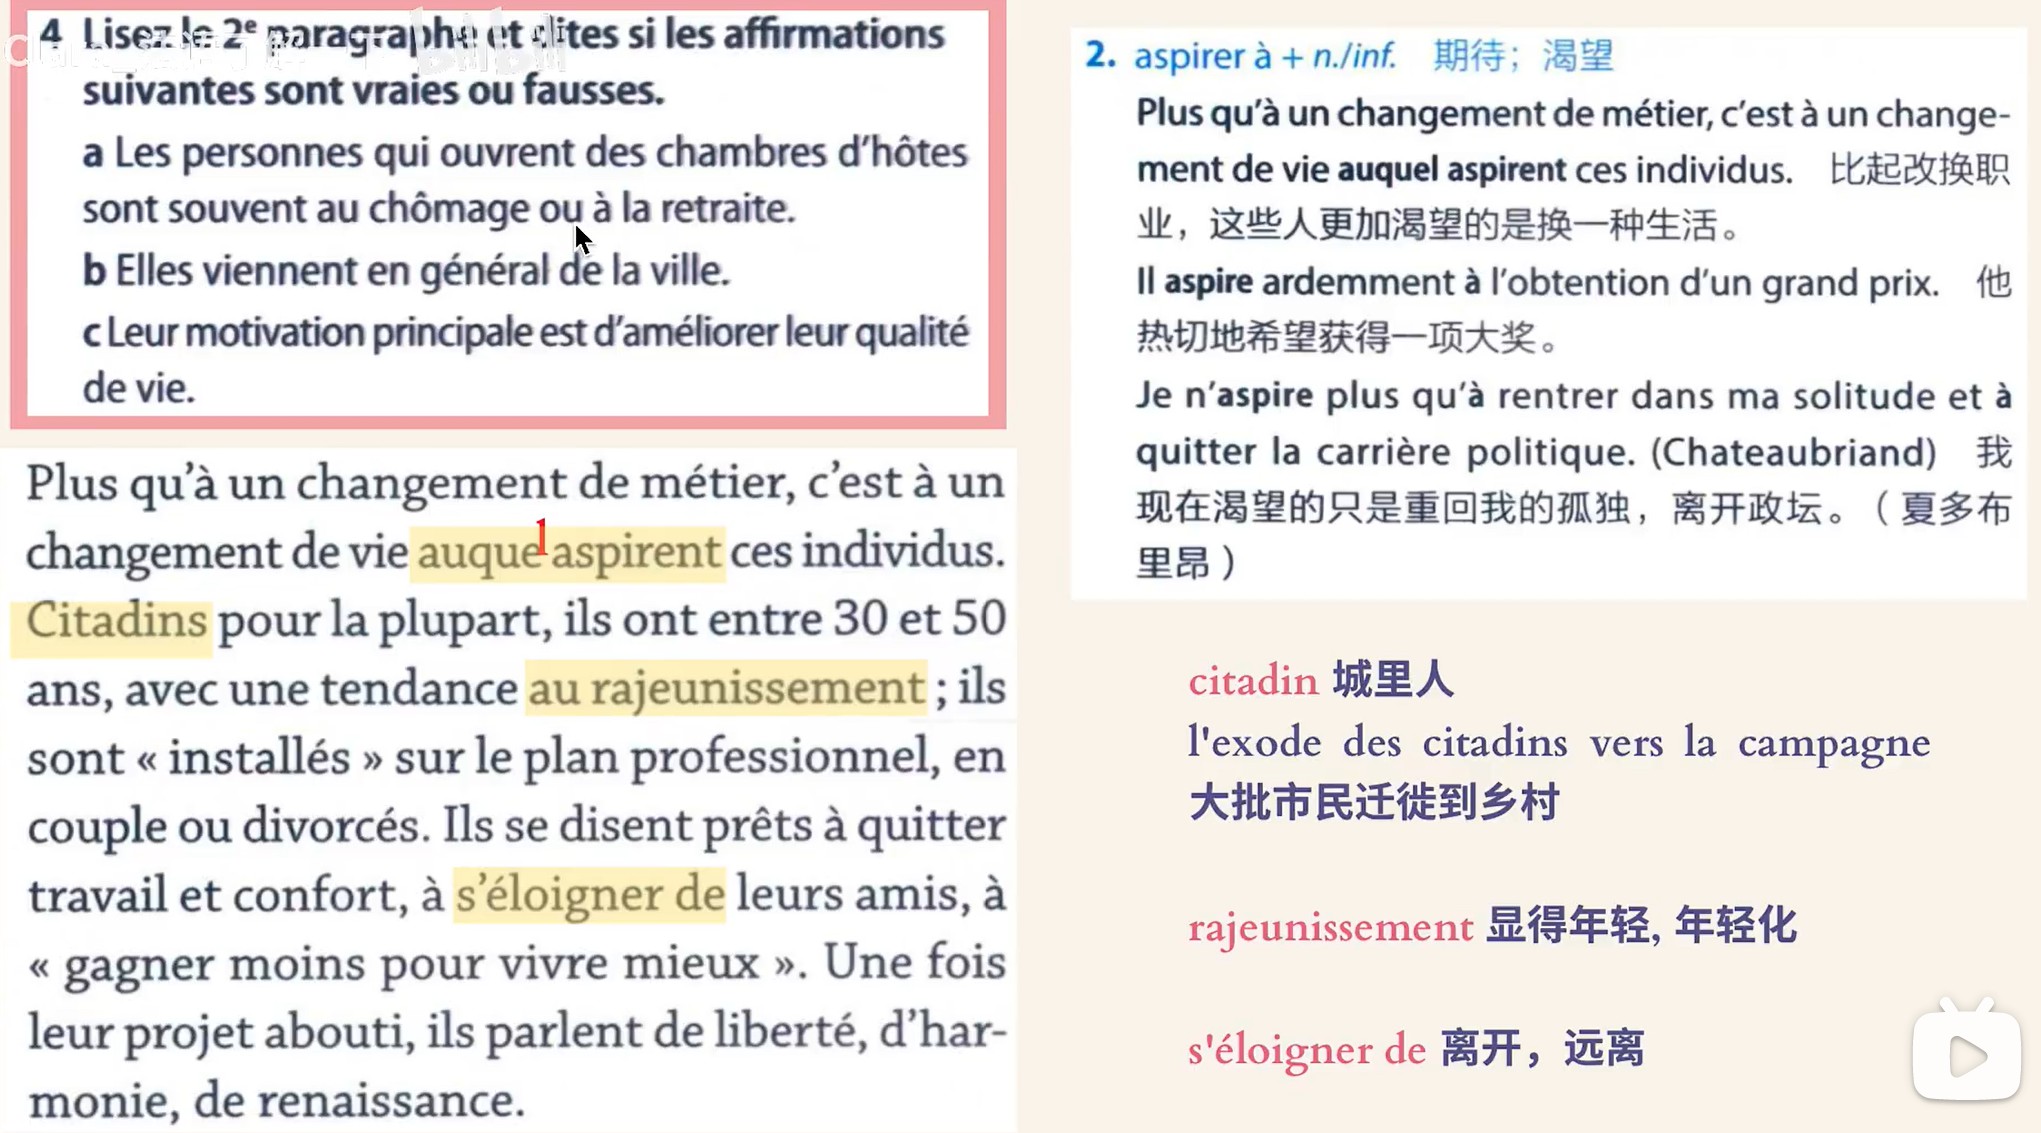 4 Lisez le 2e paragraphe et dites si les affirmations
suivantes sont vraies ou fausses.
a Les personnes qui ouvrent des chambres d'hôtes
sont souvent au chômage ou à la retraite.
b Elles viennent en général de la ville.
c Leur motivation principale est d'améliorer leur qualité
de vie.
Plus qu'à un changement de métier, c'est à un
changement de vie auquel aspirent ces individus.
Citadins pour la plupart, ils ont entre 30 et 50
ans, avec une tendance au rajeunissement ; ils
sont « installés » sur le plan professionnel, en
couple ou divorcés. Ils se disent prêts à quitter
travail et confort, à s'éloigner de leurs amis, à
« gagner moins pour vivre mieux ». Une fois
leur projet abouti, ils parlent de liberté, d'har-
monie, de renaissance.
2. aspirer à + n./inf. 期待；渴望
Plus qu'à un changement de métier, c'est à un change-
ment de vie auquel aspirent ces individus. 比起改换职
业，这些人更加渴望的是换一种生活。
Il aspire ardemment à l'obtention d'un grand prix. 他
热切地希望获得一项大奖。
Je n'aspire plus qu'à rentrer dans ma solitude et à
quitter la carrière politique. (Chateaubriand) 我
现在渴望的只是重回我的孤独，离开政坛。（夏多布
里昂）
citadin 城里人
l'exode des citadins vers la campagne
大批市民迁徙到乡村
rajeunissement 显得年轻, 年轻化
s'éloigner de 离开，远离